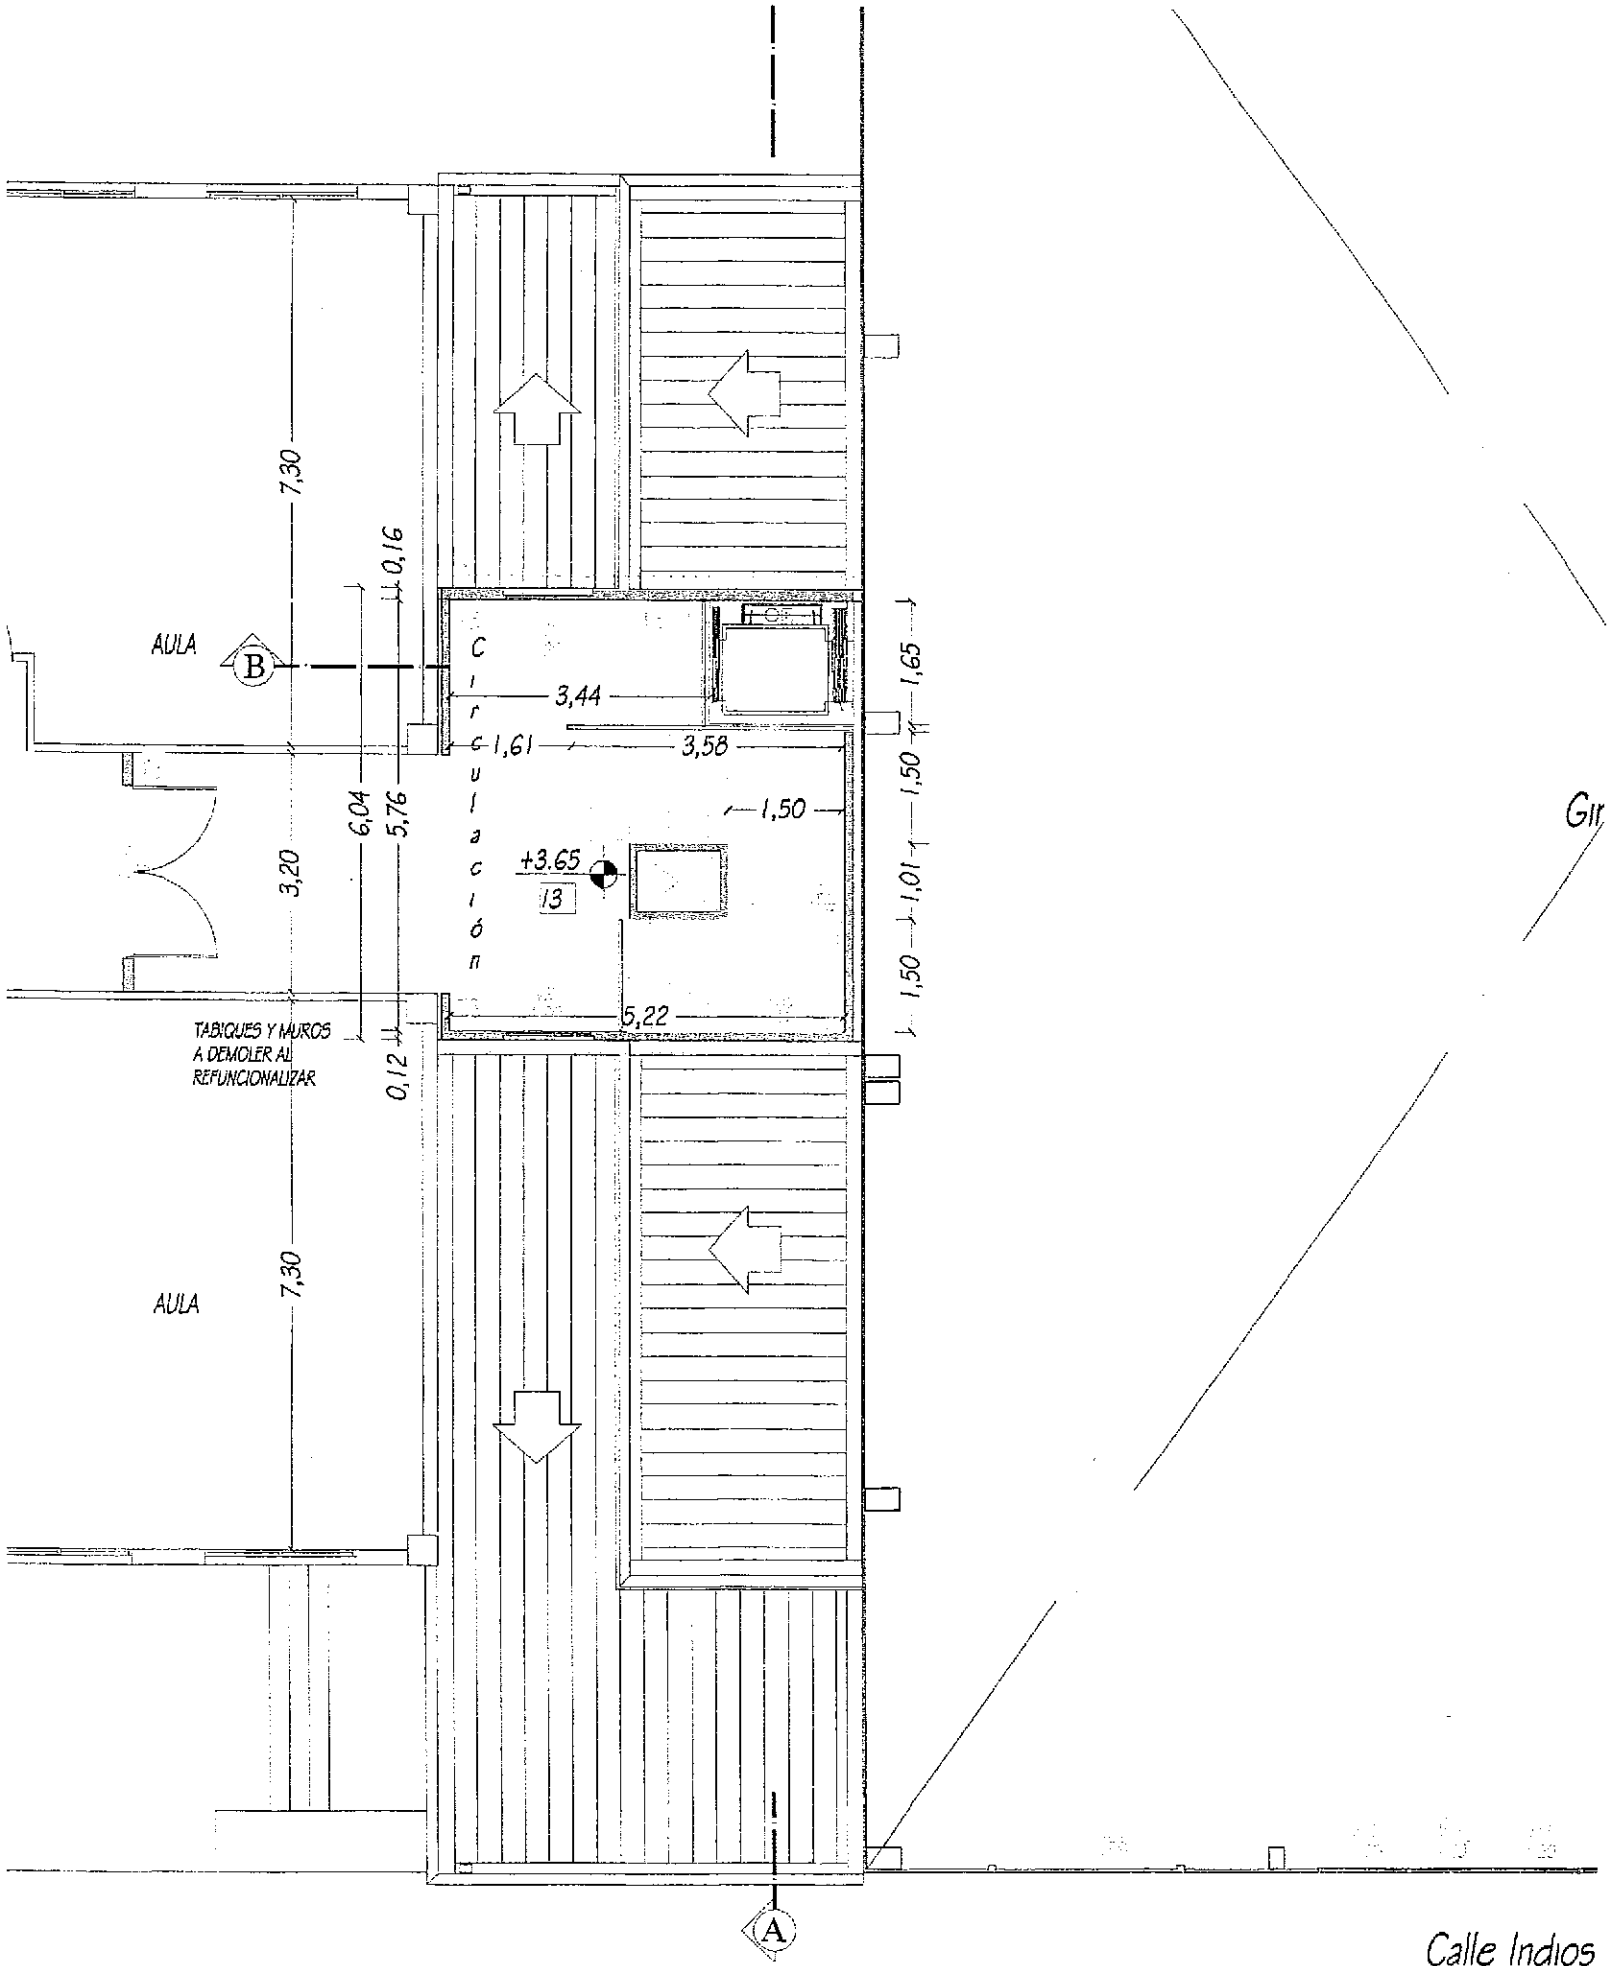 7,30
0,16
AULA
B
Circulación
3,44
1,65
1,61
3,58
1,50
6,04
5,76
1,50
Gir
3,20
+3.65
13
1,01
1,50
5,22
TABIQUES Y MUROS
A DEMOLER AL
REFUNCIONALIZAR
0,12
7,30
AULA
A
Calle Indios